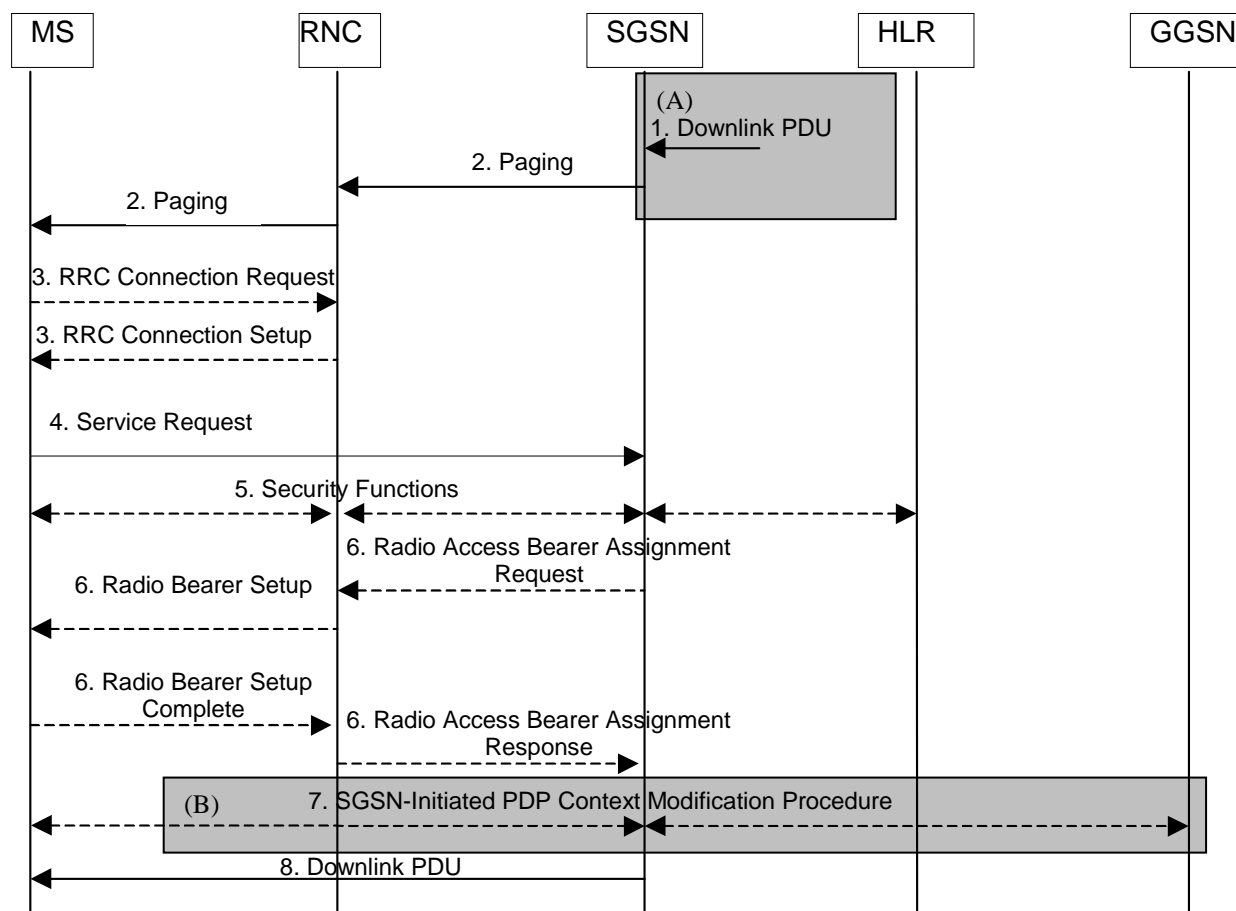 MS
RNC
SGSN
HLR
GGSN
(A)
1. Downlink PDU
2. Paging
2. Paging
3. RRC Connection Request
3. RRC Connection Setup
4. Service Request
5. Security Functions
6. Radio Access Bearer Assignment
Request
6. Radio Bearer Setup
6. Radio Bearer Setup
Complete
6. Radio Access Bearer Assignment
Response
(B)
7. SGSN-Initiated PDP Context Modification Procedure
8. Downlink PDU